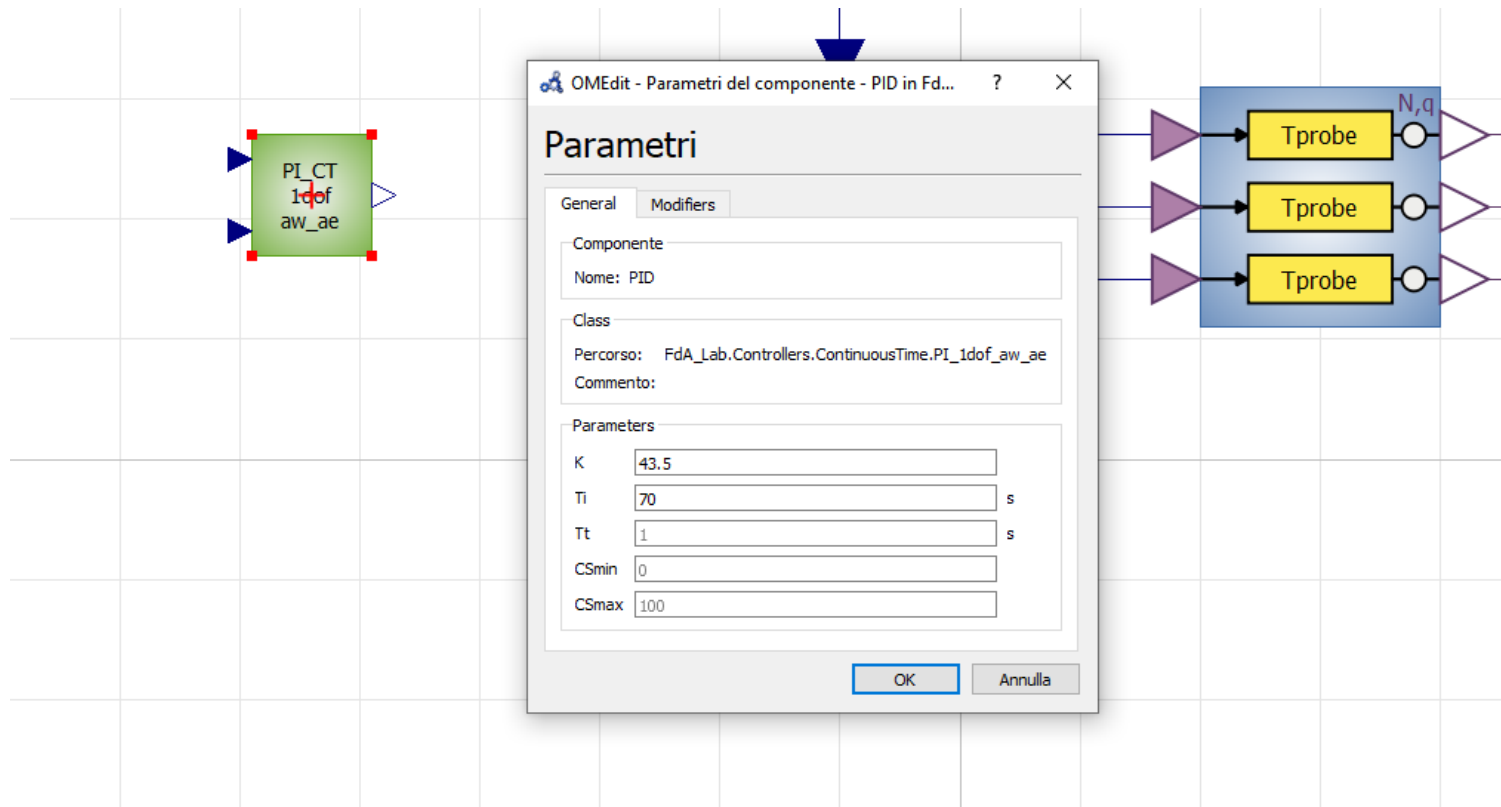 OMEdit - Parametri del componente - PID in Fd... ?
Parametri
General Modifiers
Componente
Nome: PID
Class
Percorso: FdA_Lab.Controllers.ContinuousTime.PI_1dof_aw_ae
Commento:
Parameters
K 43.5
Ti 70 s
Tt 1 s
CSmin 0
CSmax 100
OK Annulla
PI_CT
1dof
aw_ae
N,q
Tprobe
Tprobe
Tprobe